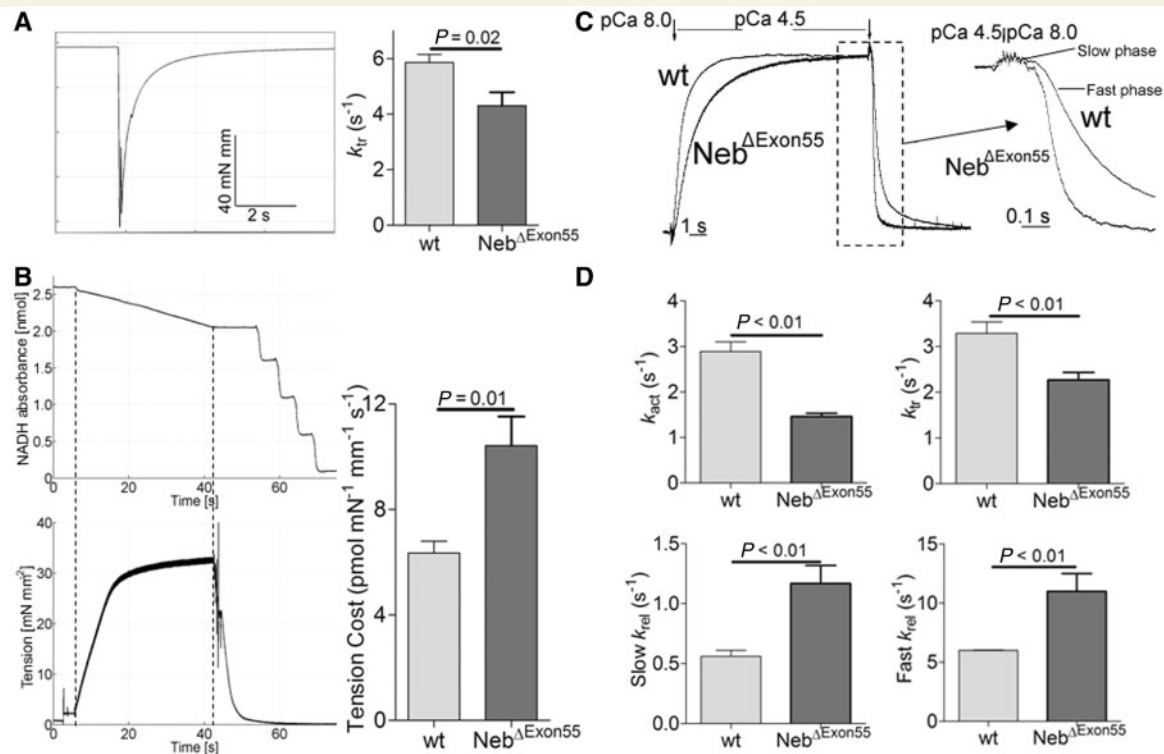 A
40 mN mm
2 s
P = 0.02
k_tr (s⁻¹)
6
4
2
0
wt
Neb^ΔExon55
B
NADH absorbance [nmol]
2.5
2.0
1.5
1.0
0.5
0
20
40
60
Time [s]
Tension [mN mm²]
40
30
20
10
0
0
20
40
60
Time [s]
P = 0.01
Tension Cost (pmol mN⁻¹ mm⁻¹ s⁻¹)
12
8
4
0
wt
Neb^ΔExon55
C
pCa 8.0
pCa 4.5
wt
Neb^ΔExon55
1 s
pCa 4.5
pCa 8.0
Slow phase
Fast phase
wt
Neb^ΔExon55
0.1 s
D
P < 0.01
k_act (s⁻¹)
4
3
2
1
0
wt
Neb^ΔExon55
P < 0.01
k_tr (s⁻¹)
4
3
2
1
0
wt
Neb^ΔExon55
P < 0.01
Slow k_rel (s⁻¹)
1.5
1.0
0.5
0.0
wt
Neb^ΔExon55
P < 0.01
Fast k_rel (s⁻¹)
15
10
5
0
wt
Neb^ΔExon55